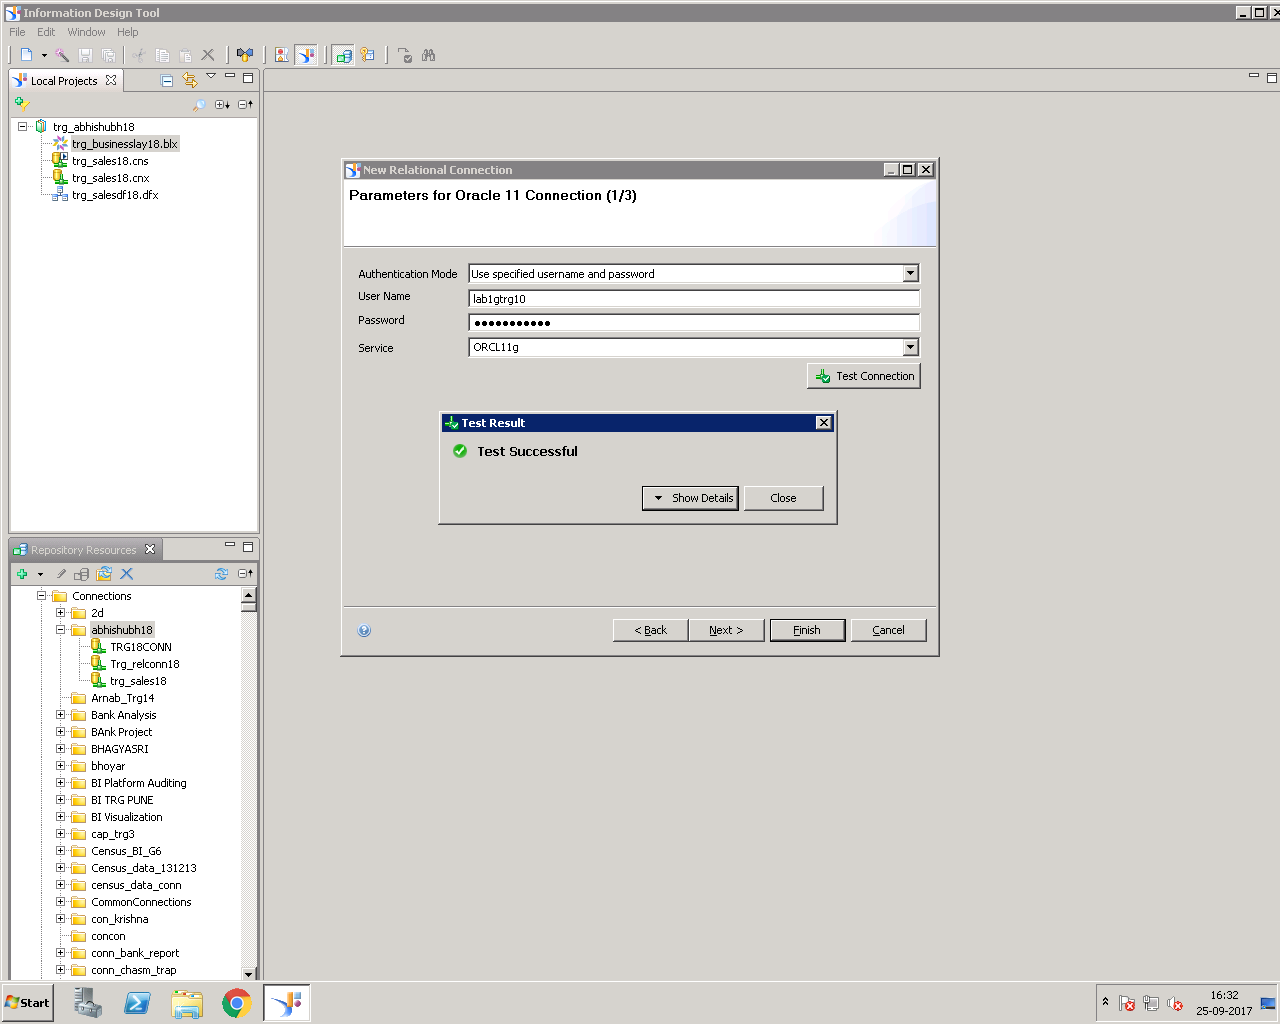 Information Design Tool
File Edit Window Help
Local Projects
trg_abhishubh18
trg_businesslay18.blx
trg_sales18.cns
trg_sales18.cnx
trg_salesdf18.dfx
New Relational Connection
Parameters for Oracle 11 Connection (1/3)
Authentication Mode Use specified username and password
User Name lab1gtrg10
Password ●●●●●●●●●●●
Service ORCL11g
Test Connection
Test Result
Test Successful
Show Details Close
< Back Next > Finish Cancel
Repository Resources
Connections
2d
abhishubh18
TRG18CONN
Trg_relconn18
trg_sales18
Arnab_Trg14
Bank Analysis
BAnk Project
BHAGYASRI
bhoyar
BI Platform Auditing
BI TRG PUNE
BI Visualization
cap_trg3
Census_BI_G6
Census_data_131213
census_data_conn
CommonConnections
con_krishna
concon
conn_bank_report
conn_chasm_trap
Start
16:32
25-09-2017